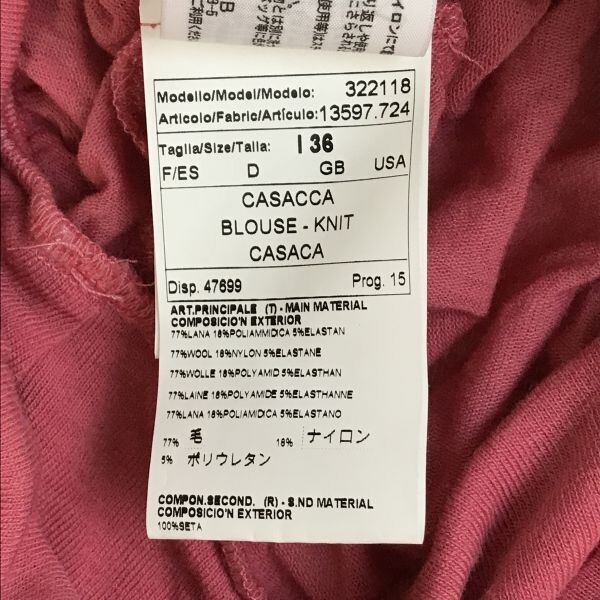 Modello/Model/Modelo: 322118
Articolo/Fabric/Artículo: 13597.724
Taglia/Size/Talla: I 36
F/ES D GB USA
CASACCA
BLOUSE - KNIT
CASACA
Disp. 47699 Prog. 15
ART.PRINCIPALE (T) - MAIN MATERIAL
COMPOSICIO'N EXTERIOR
77%LANA 18%POLIAMMIDICA 5%ELASTAN
77%WOOL 18%NYLON 5%ELASTANE
77%WOLLE 18%POLYAMID 5%ELASTHAN
77%LAINE 18%POLYAMIDE 5%ELASTHANNE
77%LANA 18%POLIAMIDICA 5%ELASTANO
77% 毛 18% ナイロン
5% ポリウレタン
COMPON.SECOND. (R) - S.ND MATERIAL
COMPOSICIO'N EXTERIOR
100%SETA